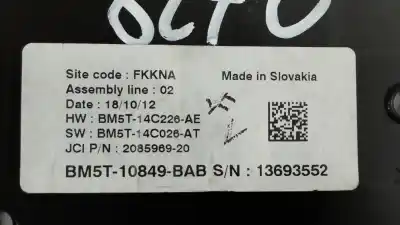 Site code : FKKNA
Made in Slovakia
Assembly line : 02
Date : 18/10/12
HW : BM5T-14C226-AE
SW : BM5T-14C026-AT
JCI P/N : 2085969-20
BM5T-10849-BAB S/N : 13693552